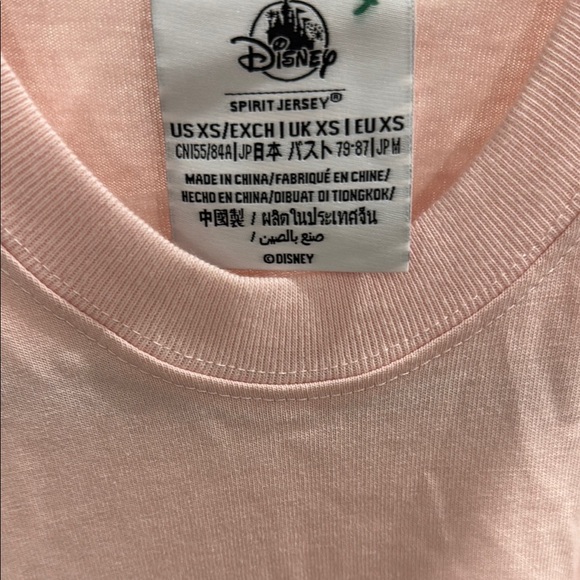 Disney
SPIRIT JERSEY®
US XS/EXCH | UK XS | EU XS
CN155/84A|JP日本 バスト 79-87|JP M
MADE IN CHINA/FABRIQUÉ EN CHINE/
HECHO EN CHINA/DIBUAT DI TIONGKOK/
中國製 / ผลิตในประเทศจีน
/ صنع بالصين
©DISNEY